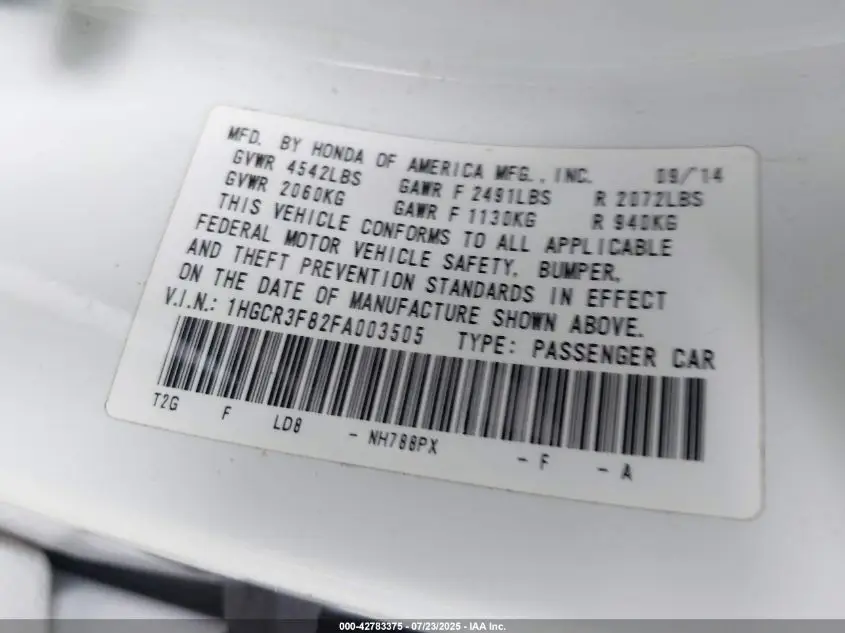 MFD. BY HONDA OF AMERICA MFG., INC. 09/14
GVWR 4542LBS GAWR F 2491LBS R 2072LBS
GVWR 2060KG GAWR F 1130KG R 940KG
THIS VEHICLE CONFORMS TO ALL APPLICABLE
FEDERAL MOTOR VEHICLE SAFETY, BUMPER,
AND THEFT PREVENTION STANDARDS IN EFFECT
ON THE DATE OF MANUFACTURE SHOWN ABOVE.
V.I.N.: 1HGCR3F82FA003505 TYPE: PASSENGER CAR
T2G F LD8 - NH788PX - F - A
000-42783375 - 07/23/2025 - IAA Inc.